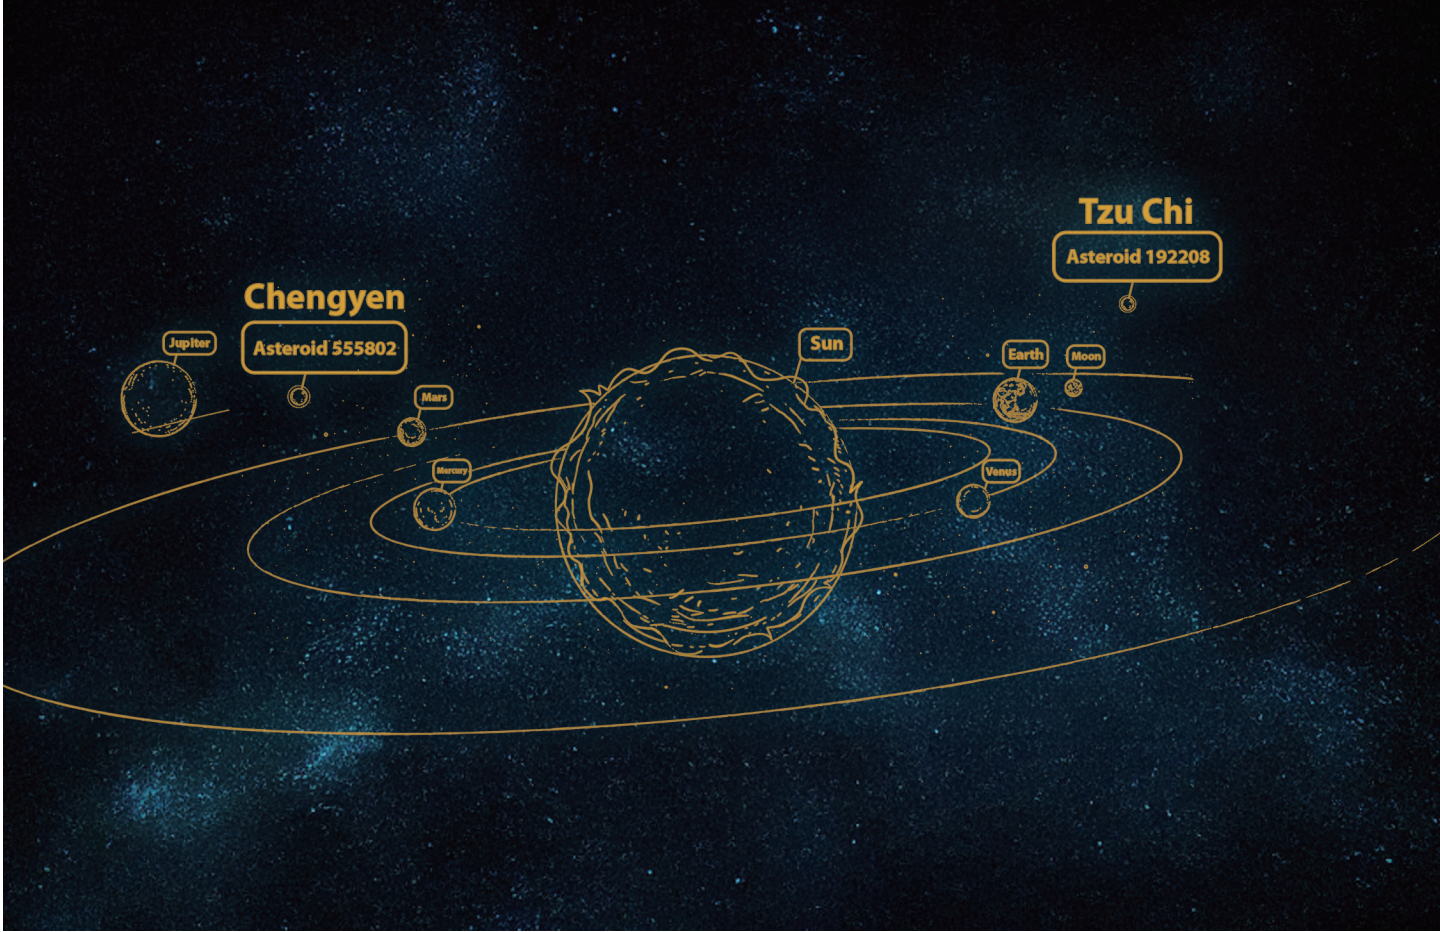 Tzu Chi
Asteroid 192208
Chengyen
Asteroid 555802
Jupiter
Sun
Earth
Moon
Mars
Mercury
Venus